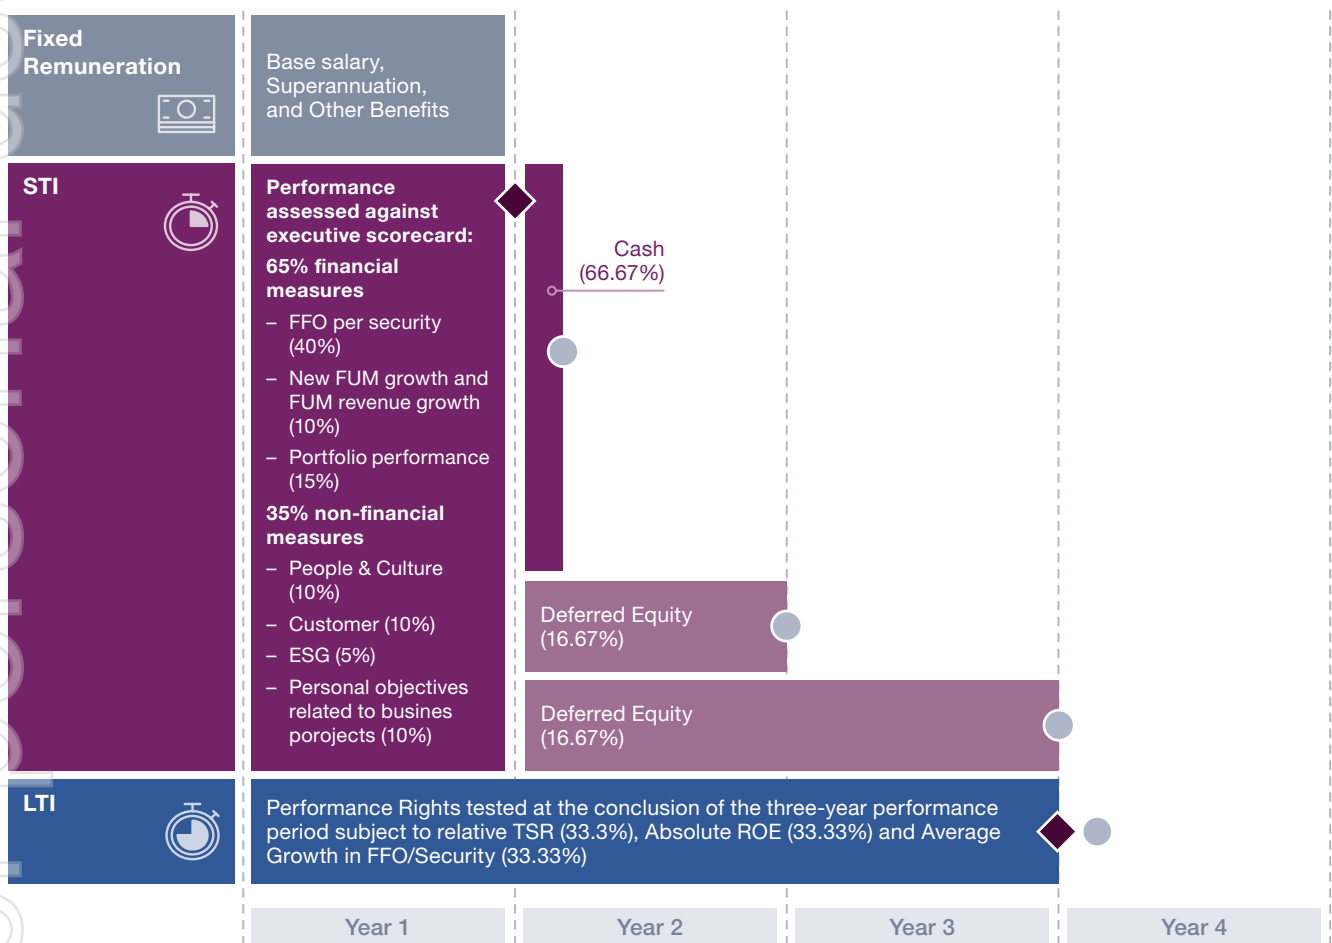 Fixed
Remuneration
Base salary,
Superannuation,
and Other Benefits
STI
Performance
assessed against
executive scorecard:
65% financial
measures
– FFO per security
(40%)
– New FUM growth and
FUM revenue growth
(10%)
– Portfolio performance
(15%)
35% non-financial
measures
– People & Culture
(10%)
– Customer (10%)
– ESG (5%)
– Personal objectives
related to busines
porojects (10%)
Cash
(66.67%)
Deferred Equity
(16.67%)
Deferred Equity
(16.67%)
LTI
Performance Rights tested at the conclusion of the three-year performance
period subject to relative TSR (33.3%), Absolute ROE (33.33%) and Average
Growth in FFO/Security (33.33%)
Year 1
Year 2
Year 3
Year 4